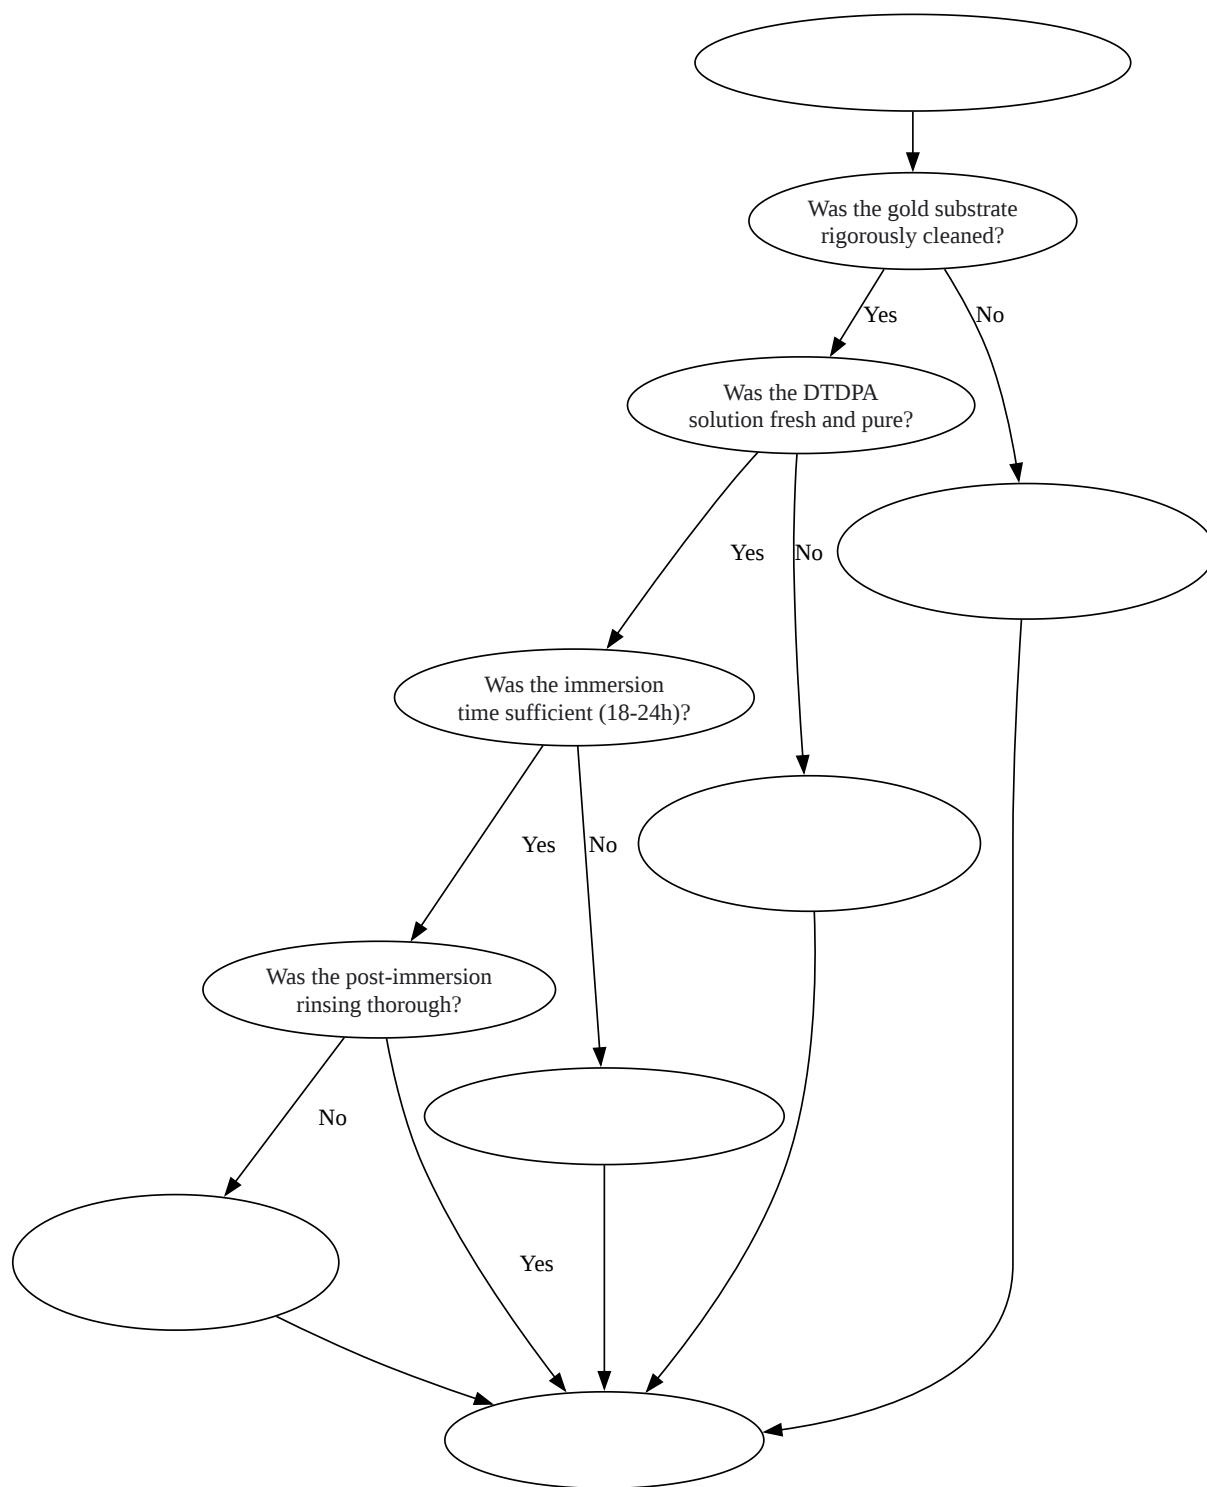 Was the gold substrate
rigorously cleaned?
Yes
No
Was the DTDPA
solution fresh and pure?
Yes
No
Was the immersion
time sufficient (18-24h)?
Yes
No
Was the post-immersion
rinsing thorough?
No
Yes